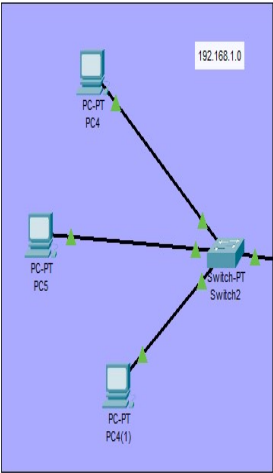 192.168.1.0
PC-PT
PC4
PC-PT
PC5
Switch-PT
Switch2
PC-PT
PC4(1)